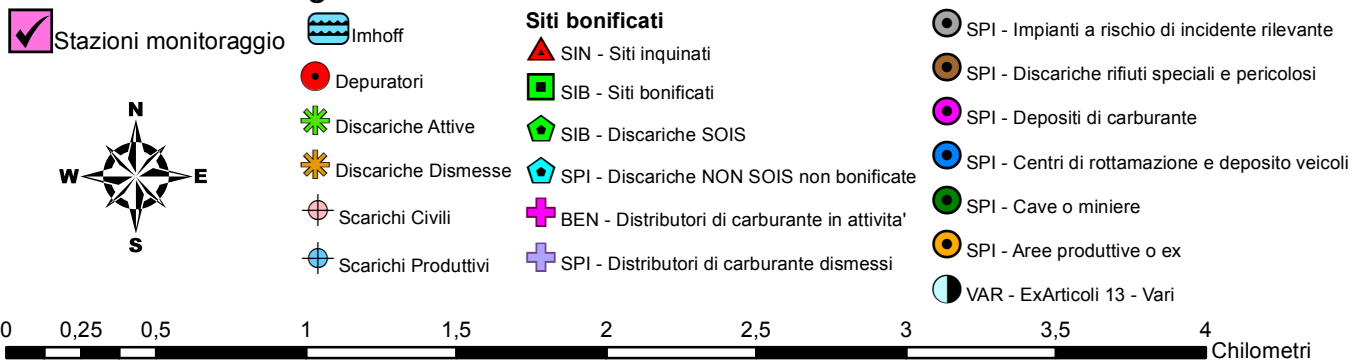 Stazioni monitoraggio
N
W
E
S
Imhoff
Depuratori
Discariche Attive
Discariche Dismesse
Scarichi Civili
Scarichi Produttivi
Siti bonificati
SIN - Siti inquinati
SIB - Siti bonificati
SIB - Discariche SOIS
SPI - Discariche NON SOIS non bonificate
BEN - Distributori di carburante in attivita'
SPI - Distributori di carburante dismessi
SPI - Impianti a rischio di incidente rilevante
SPI - Discariche rifiuti speciali e pericolosi
SPI - Depositi di carburante
SPI - Centri di rottamazione e deposito veicoli
SPI - Cave o miniere
SPI - Aree produttive o ex
VAR - ExArticoli 13 - Vari
0 0,25 0,5 1 1,5 2 2,5 3 3,5 4
Chilometri